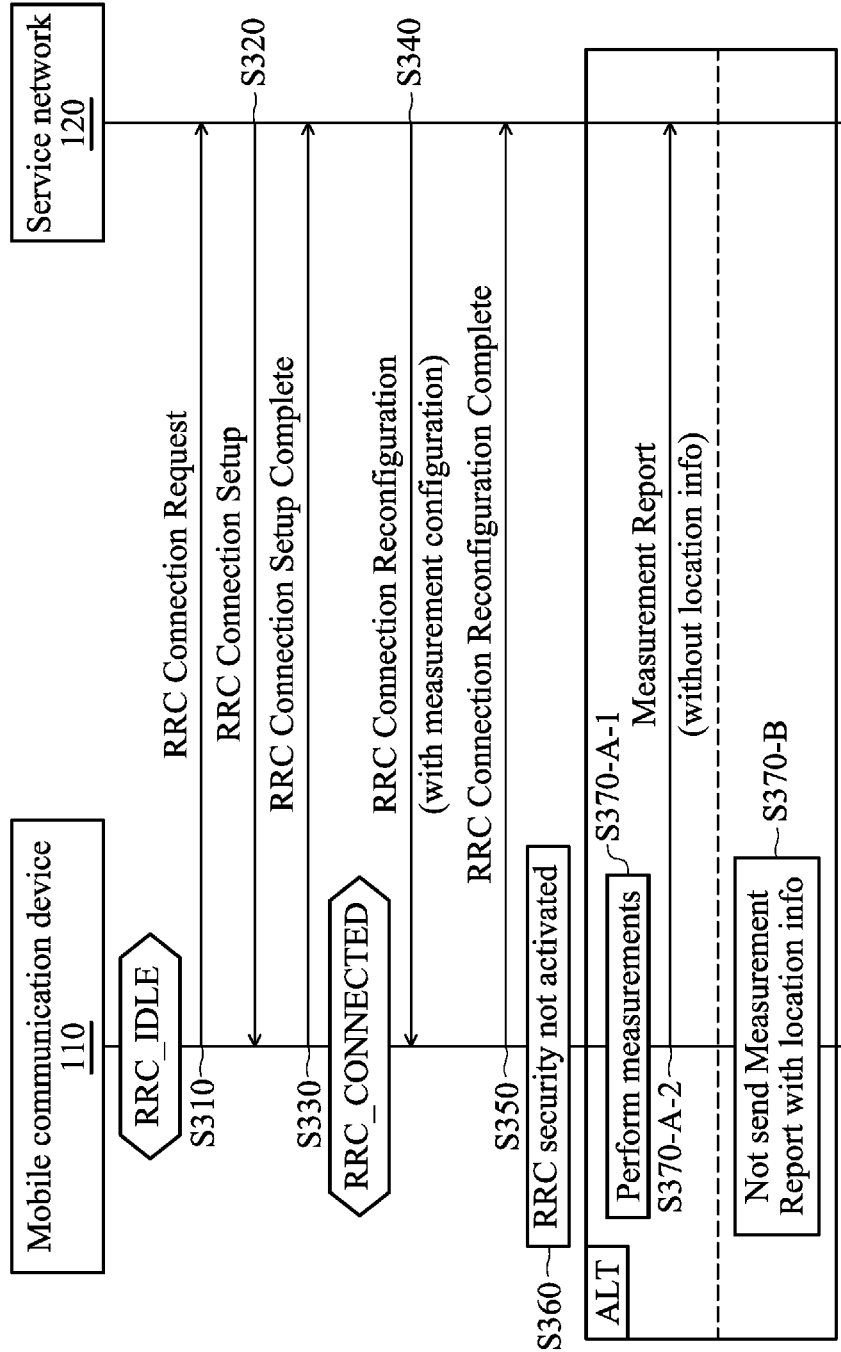 Mobile communication device
110
Service network
120
RRC_IDLE
RRC Connection Request
S310
RRC Connection Setup
S320
RRC Connection Setup Complete
S330
RRC_CONNECTED
RRC Connection Reconfiguration
(with measurement configuration)
S340
RRC Connection Reconfiguration Complete
S350
RRC security not activated
S360
ALT
Perform measurements
S370-A-1
Measurement Report
(without location info)
S370-A-2
Not send Measurement
Report with location info
S370-B